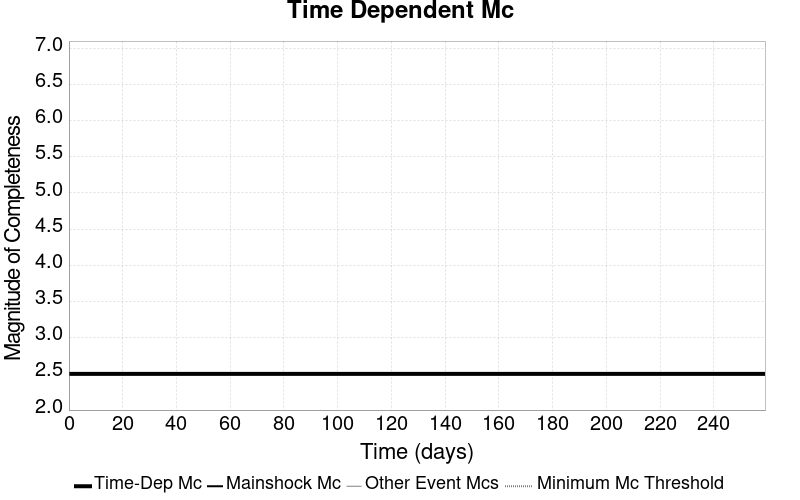 Time Dependent Mc
Magnitude of Completeness
7.0
6.5
6.0
5.5
5.0
4.5
4.0
3.5
3.0
2.5
2.0
0 20 40 60 80 100 120 140 160 180 200 220 240
Time (days)
Time-Dep Mc Mainshock Mc Other Event Mcs Minimum Mc Threshold